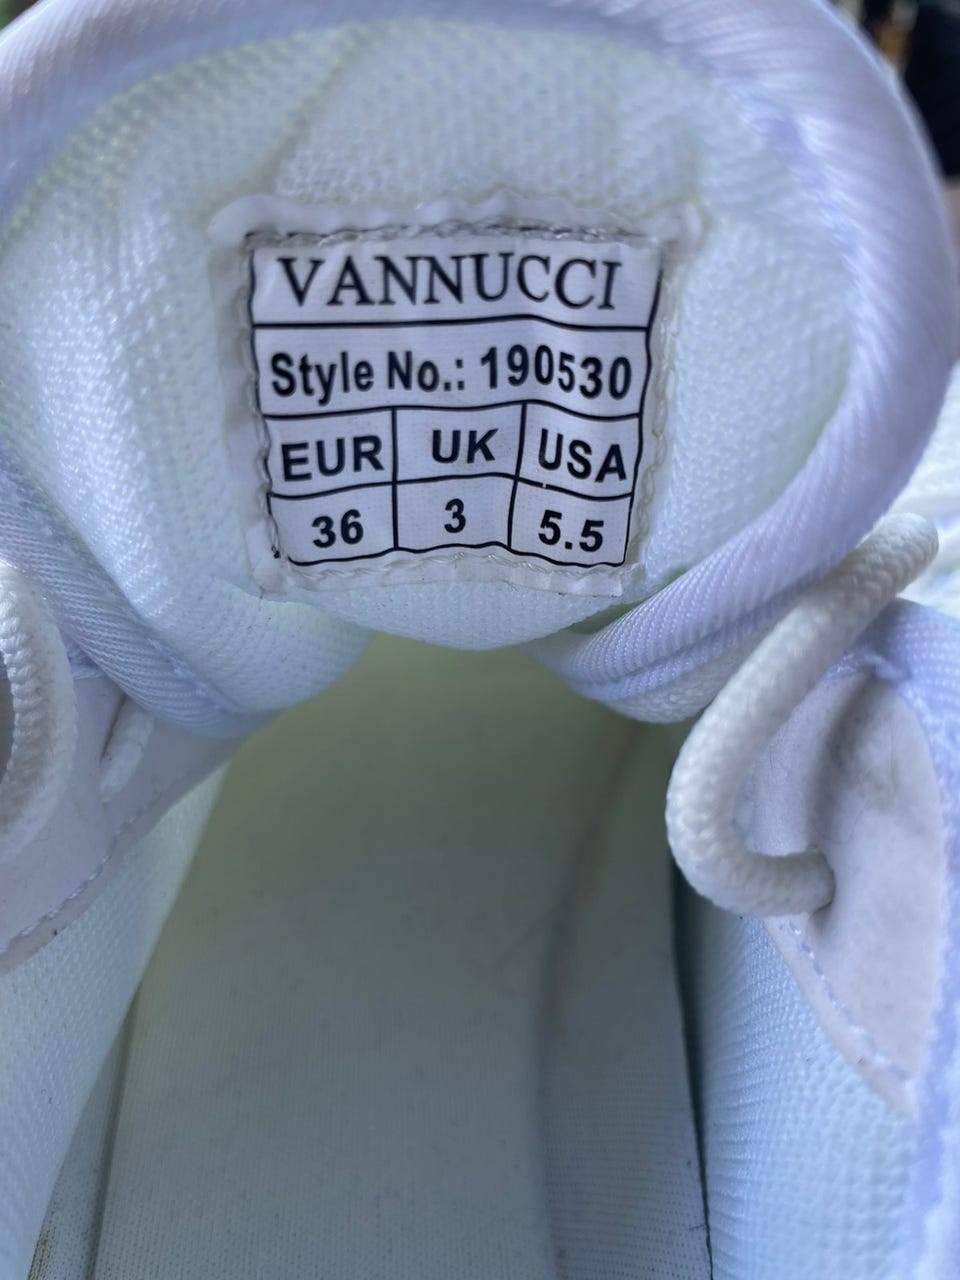 VANNUCCI
Style No.: 190530
EUR UK USA
36 3 5.5